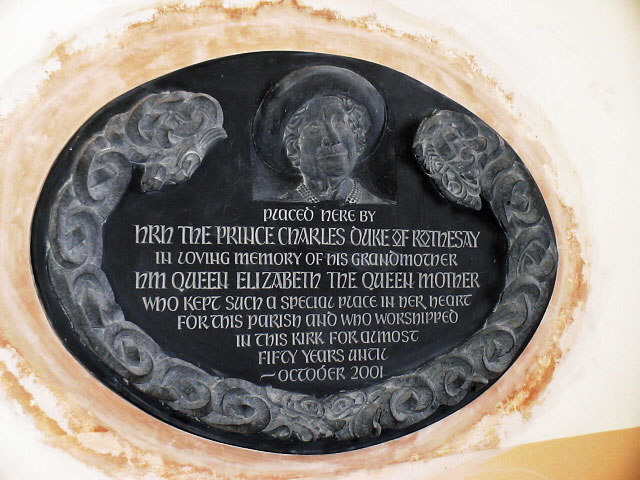 PLACED HERE BY
HRH THE PRINCE CHARLES DUKE OF ROTHESAY
IN LOVING MEMORY OF HIS GRANDMOTHER
HM QUEEN ELIZABETH THE QUEEN MOTHER
WHO KEPT SUCH A SPECIAL PLACE IN HER HEART
FOR THIS PARISH AND WHO WORSHIPPED
IN THIS KIRK FOR ALMOST
FIFTY YEARS UNTIL
~OCTOBER 2001